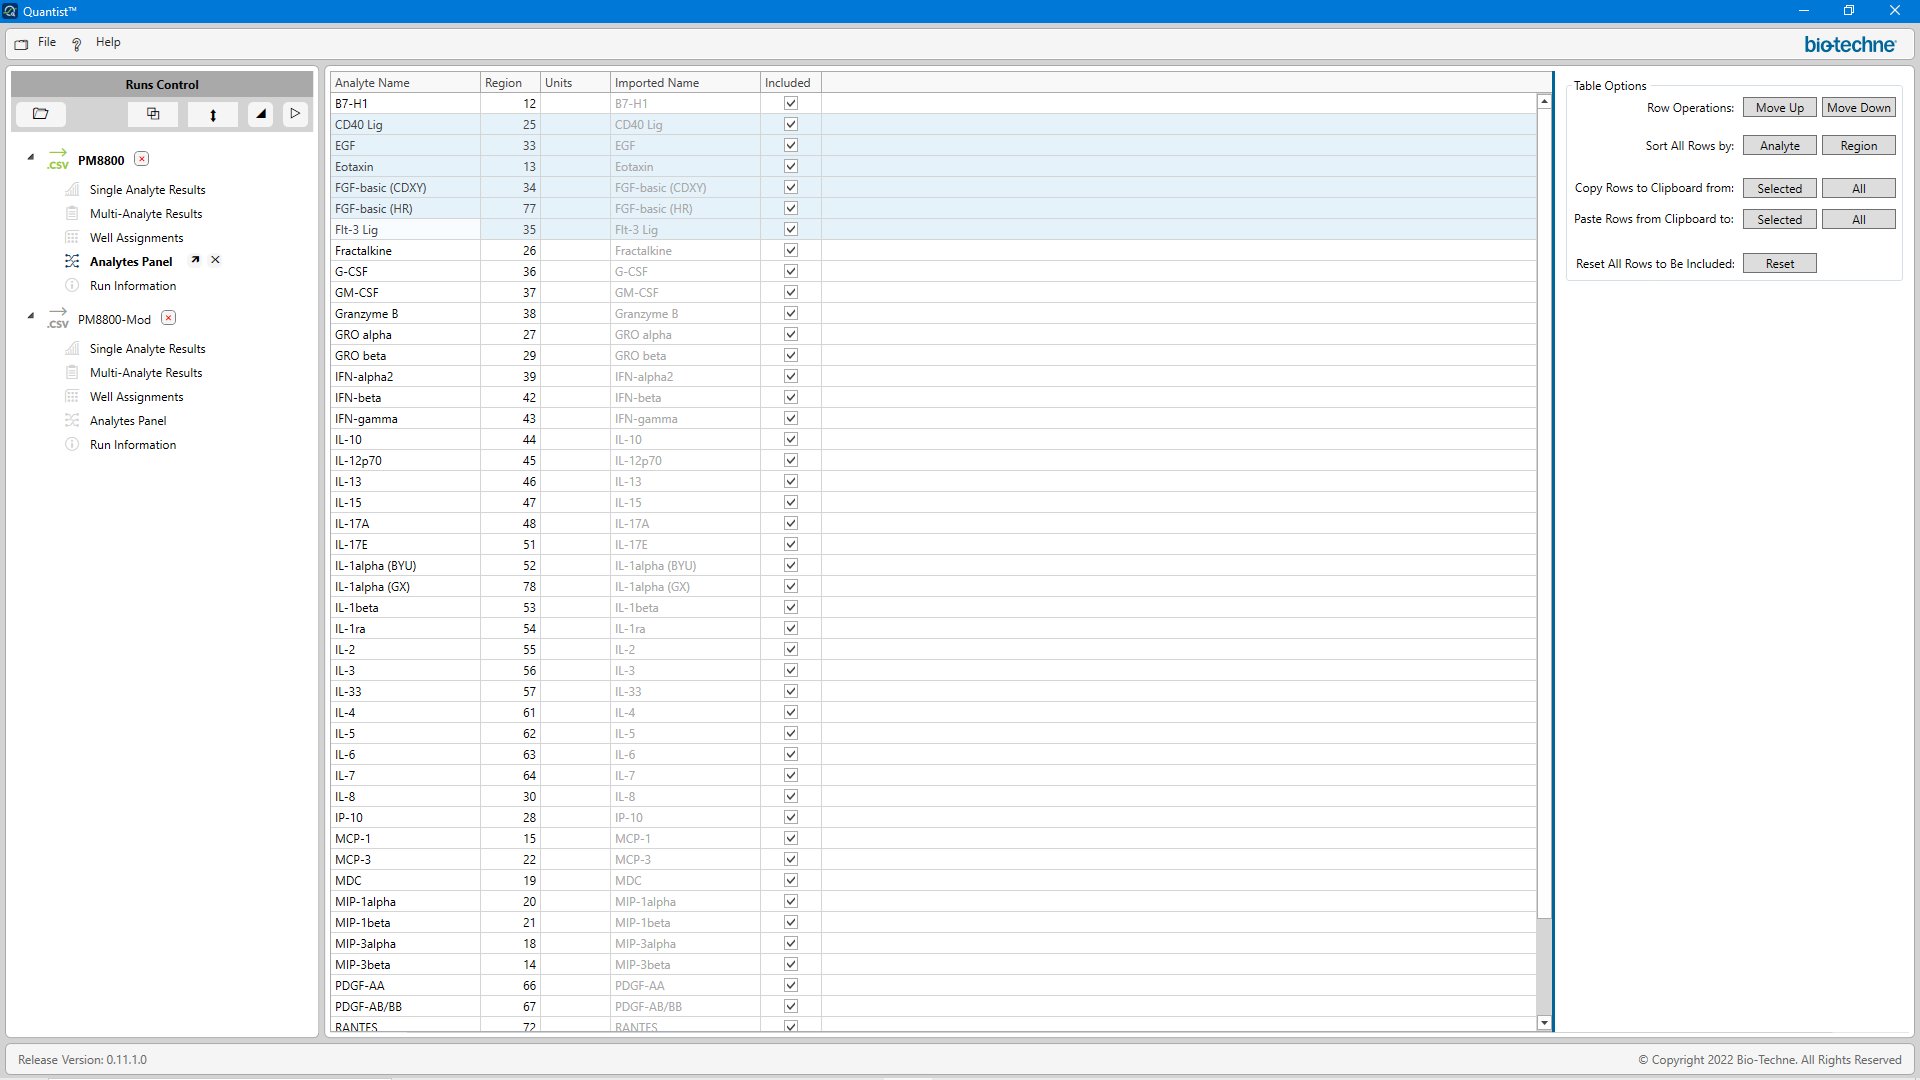 Quantist™
File Help
bio-techne
Runs Control
PM8800
Single Analyte Results
Multi-Analyte Results
Well Assignments
Analytes Panel
Run Information
PM8800-Mod
Single Analyte Results
Multi-Analyte Results
Well Assignments
Analytes Panel
Run Information
Analyte Name Region Units Imported Name Included
B7-H1 12 B7-H1
CD40 Lig 25 CD40 Lig
EGF 33 EGF
Eotaxin 13 Eotaxin
FGF-basic (CDXY) 34 FGF-basic (CDXY)
FGF-basic (HR) 77 FGF-basic (HR)
Flt-3 Lig 35 Flt-3 Lig
Fractalkine 26 Fractalkine
G-CSF 36 G-CSF
GM-CSF 37 GM-CSF
Granzyme B 38 Granzyme B
GRO alpha 27 GRO alpha
GRO beta 29 GRO beta
IFN-alpha2 39 IFN-alpha2
IFN-beta 42 IFN-beta
IFN-gamma 43 IFN-gamma
IL-10 44 IL-10
IL-12p70 45 IL-12p70
IL-13 46 IL-13
IL-15 47 IL-15
IL-17A 48 IL-17A
IL-17E 51 IL-17E
IL-1alpha (BYU) 52 IL-1alpha (BYU)
IL-1alpha (GX) 78 IL-1alpha (GX)
IL-1beta 53 IL-1beta
IL-1ra 54 IL-1ra
IL-2 55 IL-2
IL-3 56 IL-3
IL-33 57 IL-33
IL-4 61 IL-4
IL-5 62 IL-5
IL-6 63 IL-6
IL-7 64 IL-7
IL-8 30 IL-8
IP-10 28 IP-10
MCP-1 15 MCP-1
MCP-3 22 MCP-3
MDC 19 MDC
MIP-1alpha 20 MIP-1alpha
MIP-1beta 21 MIP-1beta
MIP-3alpha 18 MIP-3alpha
MIP-3beta 14 MIP-3beta
PDGF-AA 66 PDGF-AA
PDGF-AB/BB 67 PDGF-AB/BB
RANTES 72 RANTES
Table Options
Row Operations: Move Up Move Down
Sort All Rows by: Analyte Region
Copy Rows to Clipboard from: Selected All
Paste Rows from Clipboard to: Selected All
Reset All Rows to Be Included: Reset
Release Version: 0.11.1.0
© Copyright 2022 Bio-Techne. All Rights Reserved